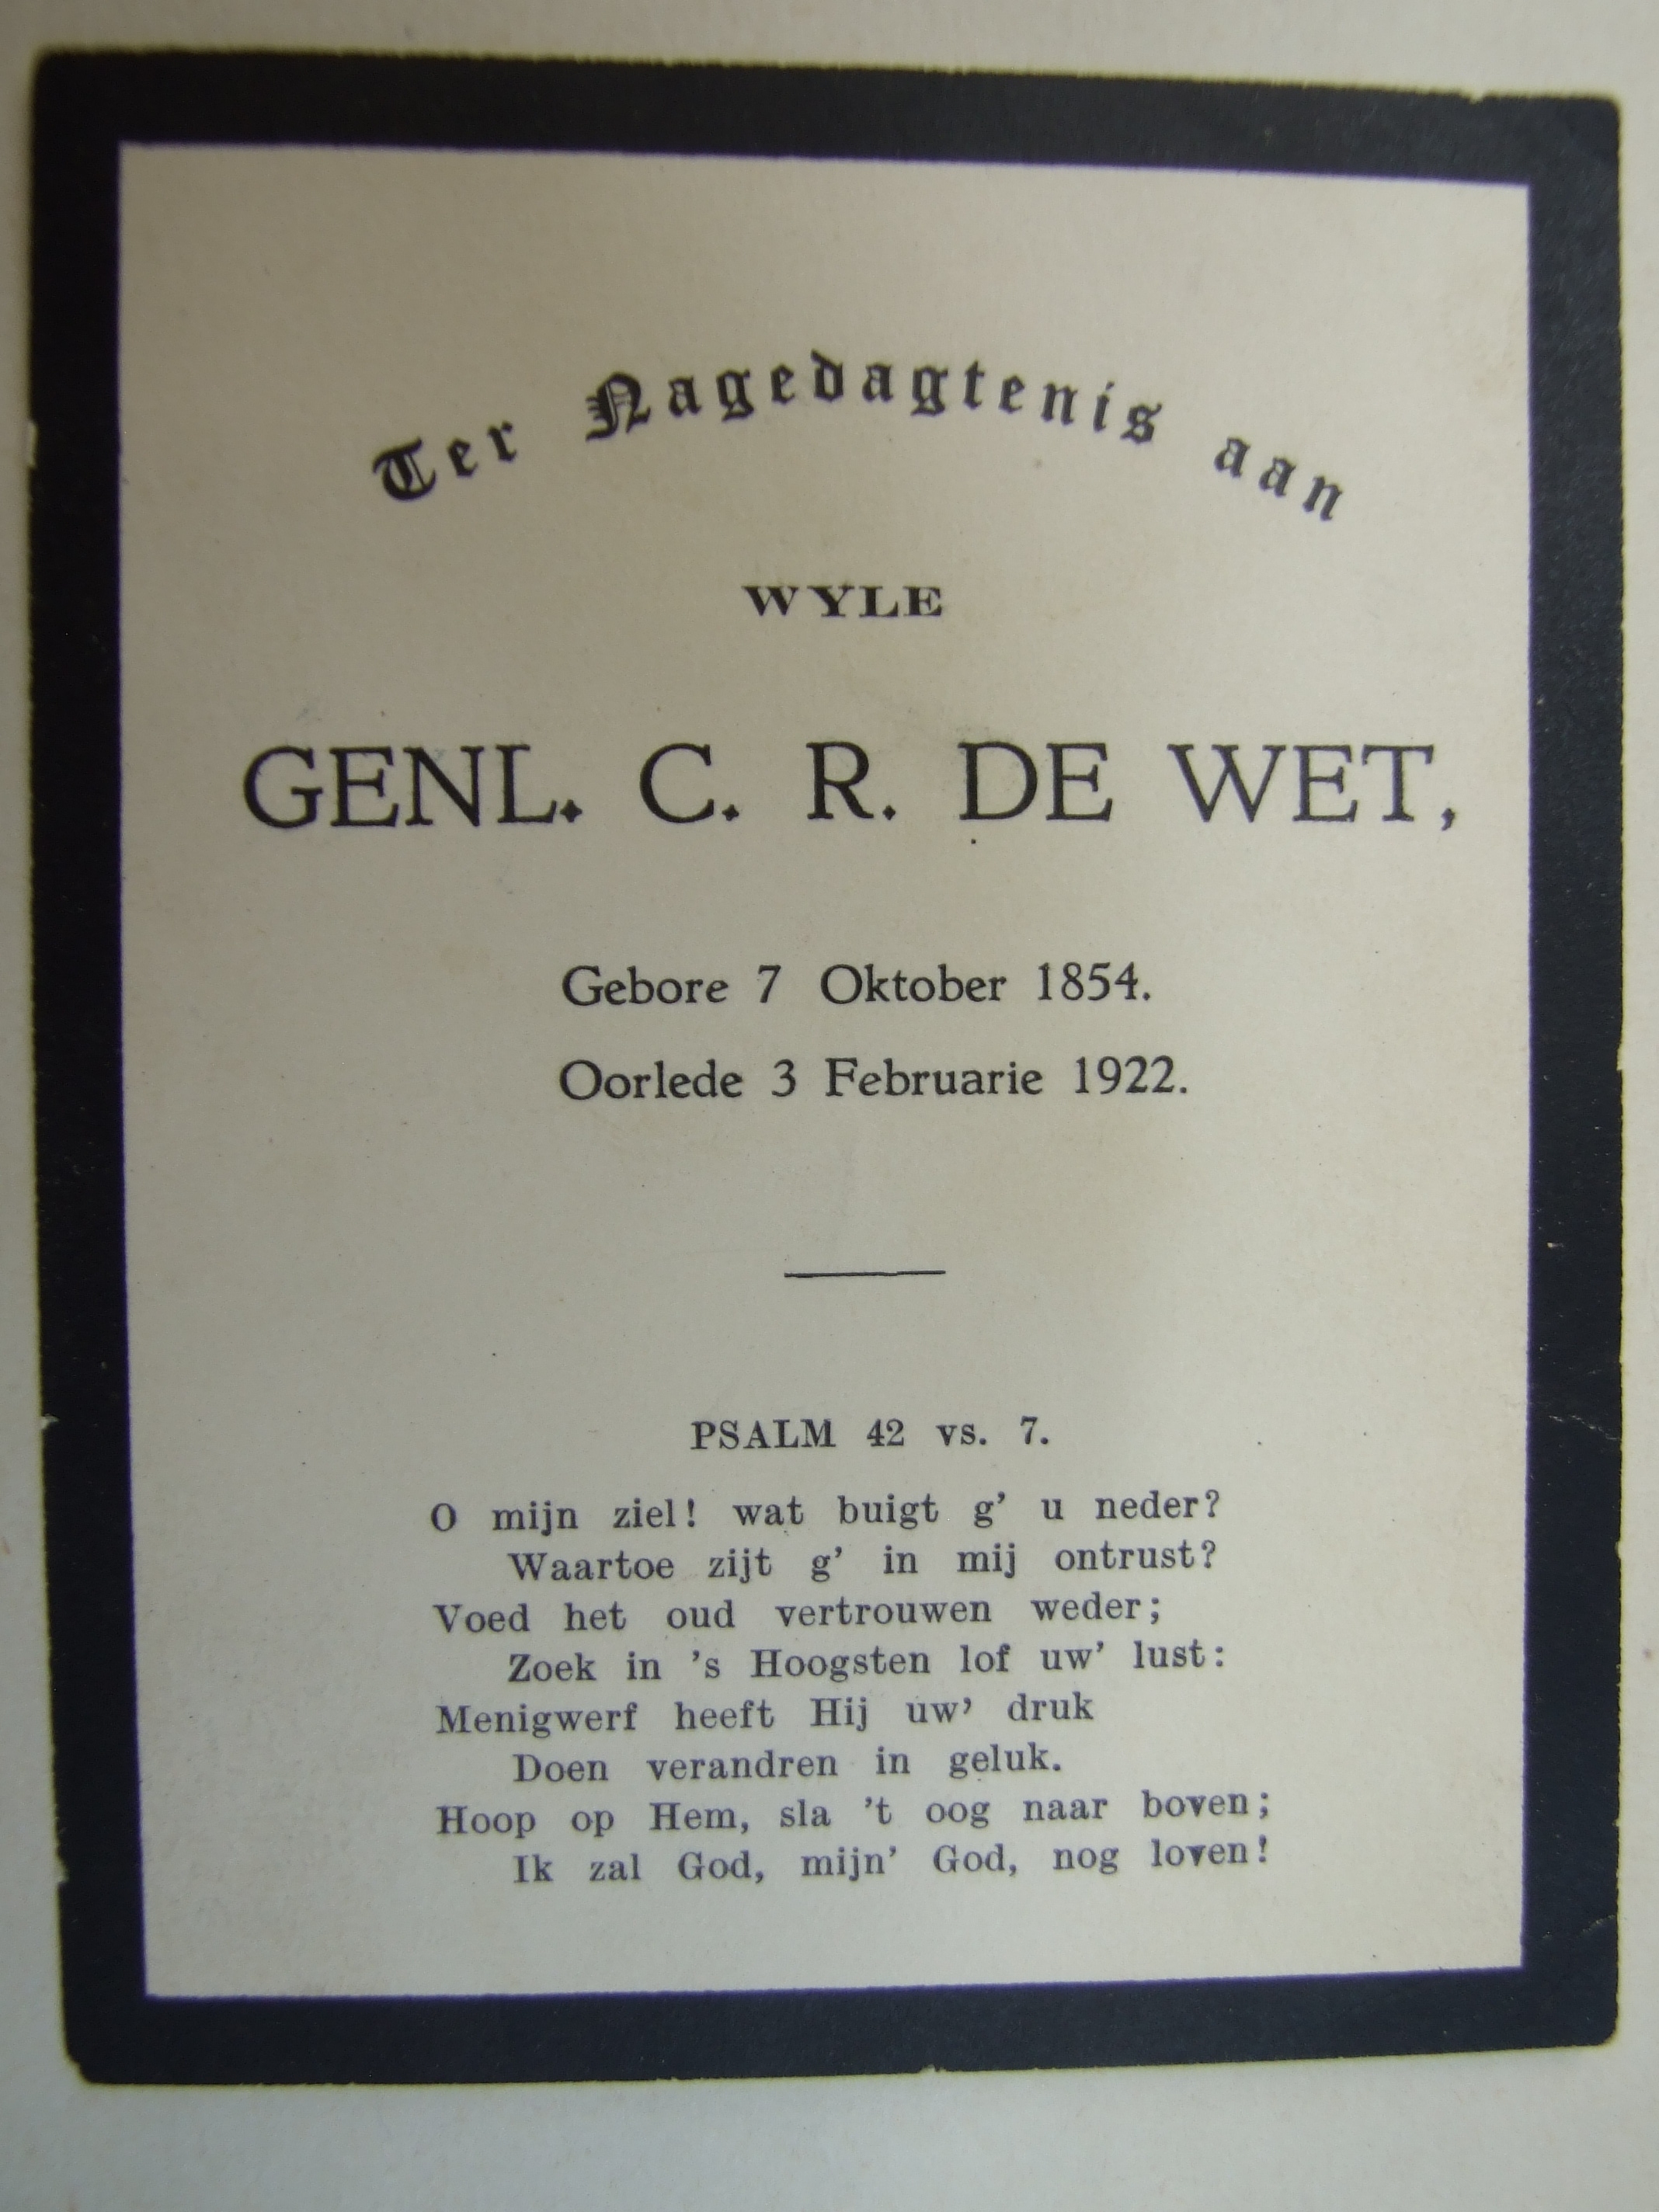 Ter Nagedagtenis aan
WYLE
GENL. C. R. DE WET,
Gebore 7 Oktober 1854.
Oorlede 3 Februarie 1922.
PSALM 42 vs. 7.
O mijn ziel! wat buigt g' u neder?
Waartoe zijt g' in mij ontrust?
Voed het oud vertrouwen weder;
Zoek in 's Hoogsten lof uw' lust:
Menigwerf heeft Hij uw' druk
Doen verandren in geluk.
Hoop op Hem, sla 't oog naar boven;
Ik zal God, mijn' God, nog loven!